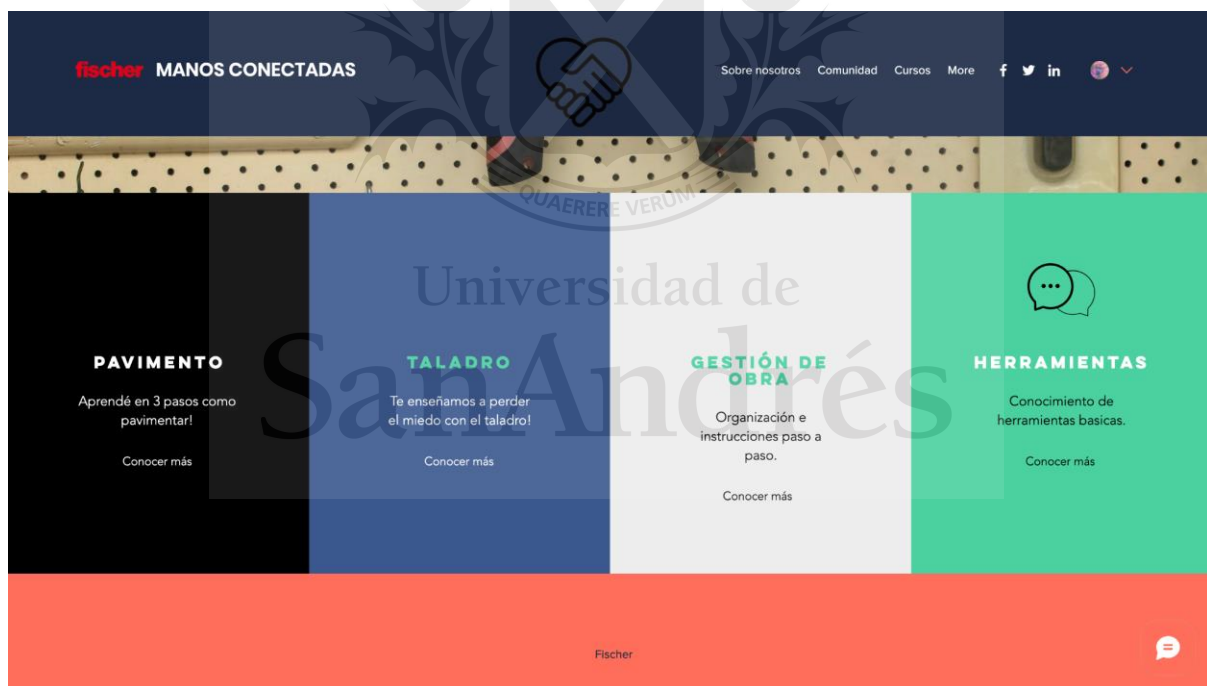 fischer MANOS CONECTADAS
Sobre nosotros Comunidad Cursos More f in
QUAERERE VERUM
Universidad de
SanAndrés
PAVIMENTO
Aprendé en 3 pasos como
pavimentar!
Conocer más
TALADRO
Te enseñamos a perder
el miedo con el taladro!
Conocer más
GESTIÓN DE
OBRA
Organización e
instrucciones paso a
paso.
Conocer más
HERRAMIENTAS
Conocimiento de
herramientas basicas.
Conocer más
Fischer